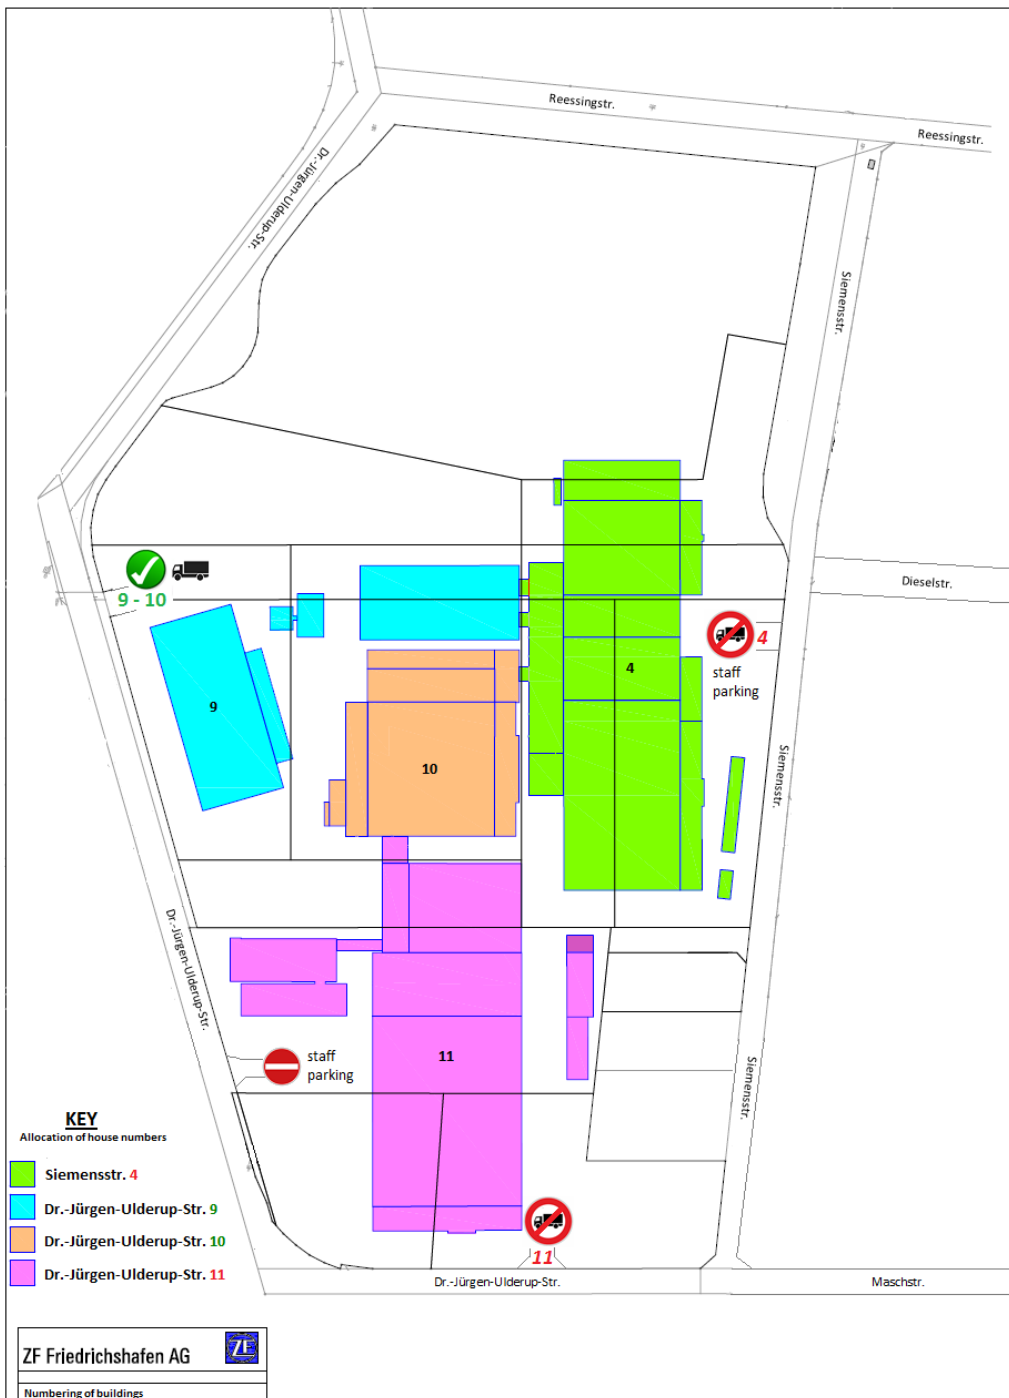 Reessingstr.
Reessingstr.
Dr.-Jürgen-Ulderup-Str.
Siemensstr.
9 - 10
Dieselstr.
4
staff
parking
4
9
10
Siemensstr.
Dr.-Jürgen-Ulderup-Str.
11
staff
parking
Siemensstr.
KEY
Allocation of house numbers
Siemensstr. 4
Dr.-Jürgen-Ulderup-Str. 9
Dr.-Jürgen-Ulderup-Str. 10
Dr.-Jürgen-Ulderup-Str. 11
11
Dr.-Jürgen-Ulderup-Str.
Maschstr.
ZF Friedrichshafen AG
ZF
Numbering of buildings